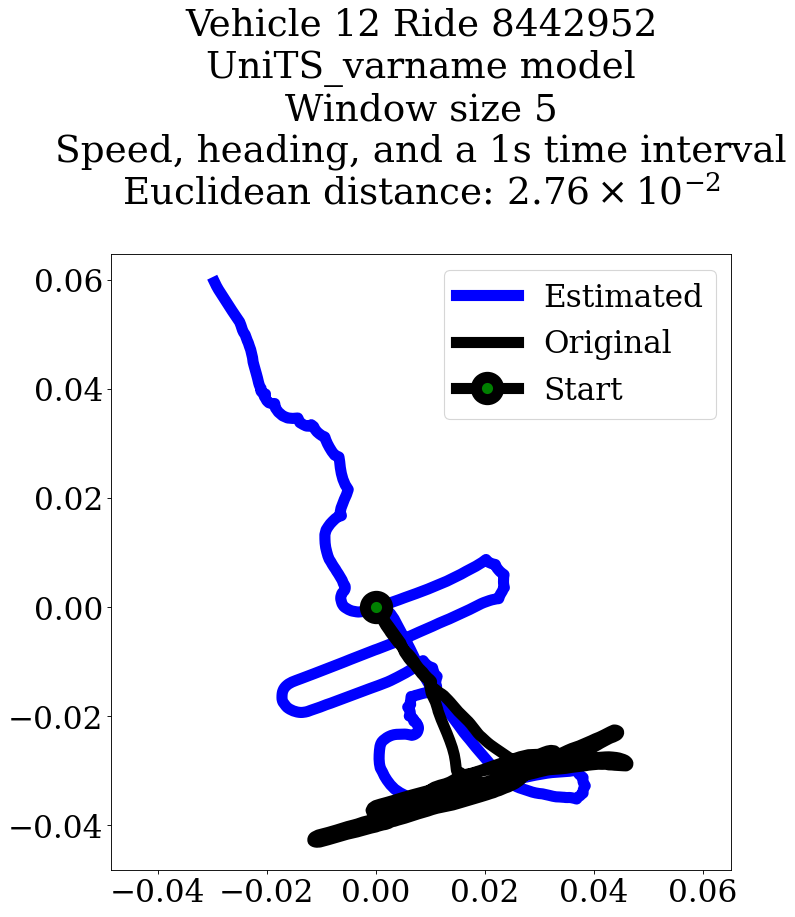 Vehicle 12 Ride 8442952
UniTS_varname model
Window size 5
Speed, heading, and a 1s time interval
Euclidean distance: 2.76 × 10⁻²
Estimated
Original
Start
0.06
0.04
0.02
0.00
−0.02
−0.04
−0.04 −0.02 0.00 0.02 0.04 0.06